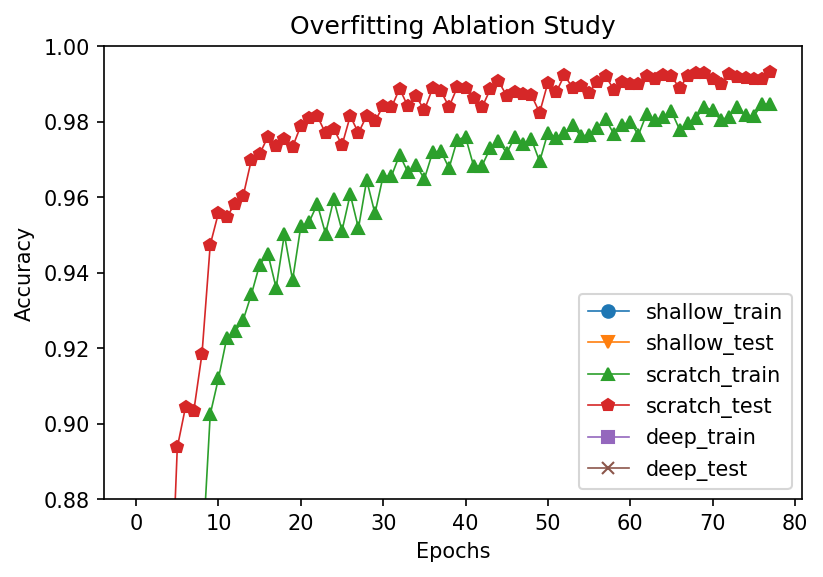 Overfitting Ablation Study
1.00
0.98
0.96
0.94
0.92
0.90
0.88
Accuracy
shallow_train
shallow_test
scratch_train
scratch_test
deep_train
deep_test
0 10 20 30 40 50 60 70 80
Epochs